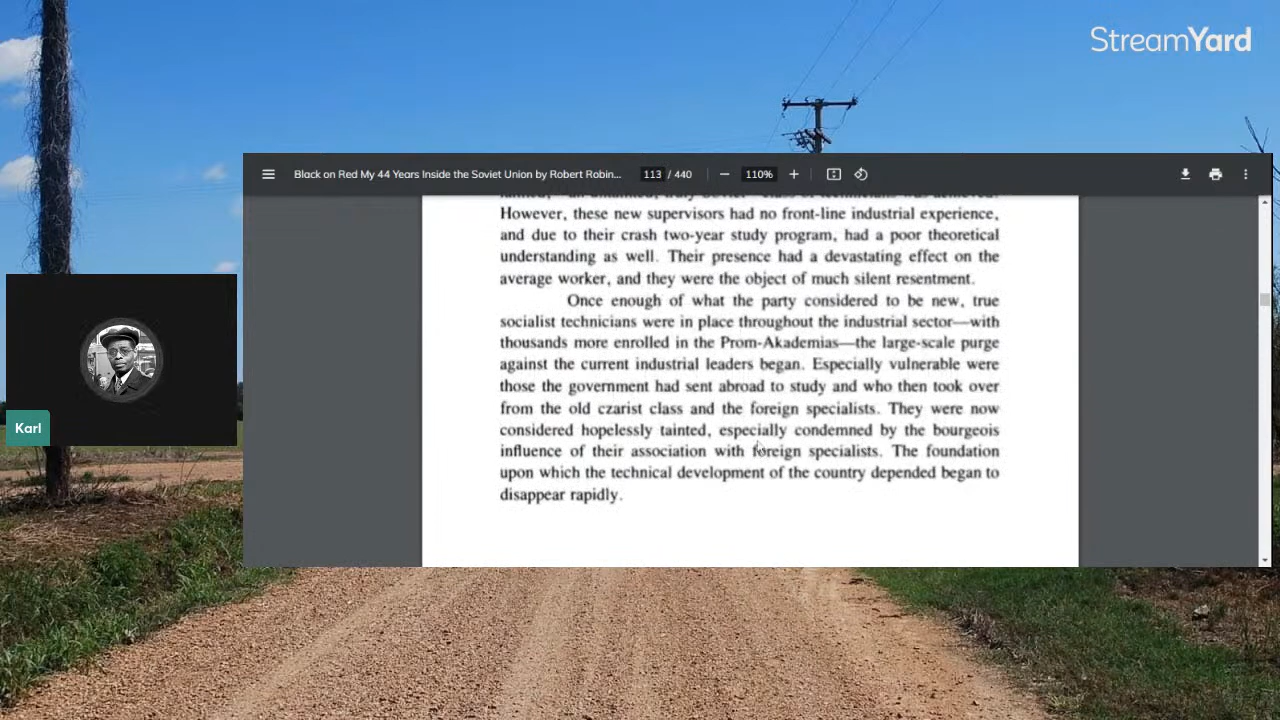 StreamYard
Black on Red My 44 Years Inside the Soviet Union by Robert Robin...
113 / 440
110%
However, these new supervisors had no front-line industrial experience,
and due to their crash two-year study program, had a poor theoretical
understanding as well. Their presence had a devastating effect on the
average worker, and they were the object of much silent resentment.
Once enough of what the party considered to be new, true
socialist technicians were in place throughout the industrial sector—with
thousands more enrolled in the Prom-Akademias—the large-scale purge
against the current industrial leaders began. Especially vulnerable were
those the government had sent abroad to study and who then took over
from the old czarist class and the foreign specialists. They were now
considered hopelessly tainted, especially condemned by the bourgeois
influence of their association with foreign specialists. The foundation
upon which the technical development of the country depended began to
disappear rapidly.
Karl